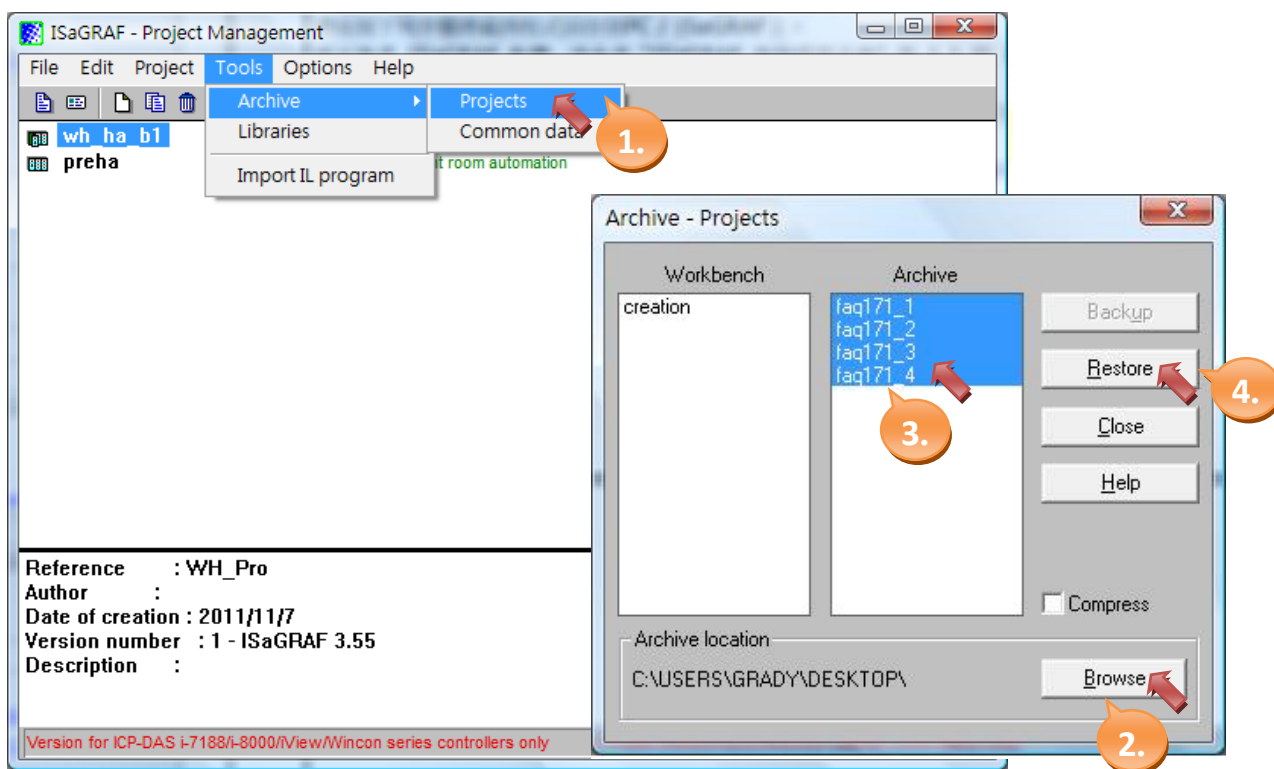 ISaGRAF - Project Management
File Edit Project Tools Options Help
Archive
Projects
1.
Libraries
Common data
Import IL program
wh_ha_b1
preha
t room automation
Archive - Projects
Workbench
Archive
creation
faq171_1
faq171_2
faq171_3
faq171_4
3.
Backup
Restore
4.
Close
Help
Compress
Archive location
C:\USERS\GRADY\DESKTOP\
Browse
2.
Reference : WH_Pro
Author :
Date of creation : 2011/11/7
Version number : 1 - ISaGRAF 3.55
Description :
Version for ICP-DAS i-7188/i-8000/iView/Wincon series controllers only